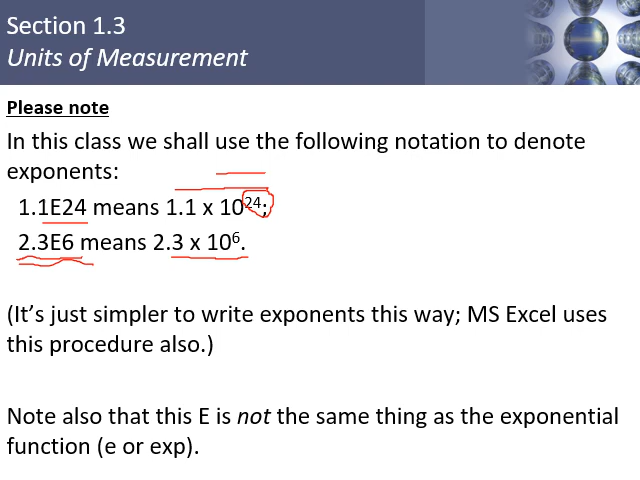 Section 1.3
Units of Measurement
Please note
In this class we shall use the following notation to denote
exponents:
1.1E24 means 1.1 x 10²⁴;
2.3E6 means 2.3 x 10⁶.
(It’s just simpler to write exponents this way; MS Excel uses
this procedure also.)
Note also that this E is not the same thing as the exponential
function (e or exp).